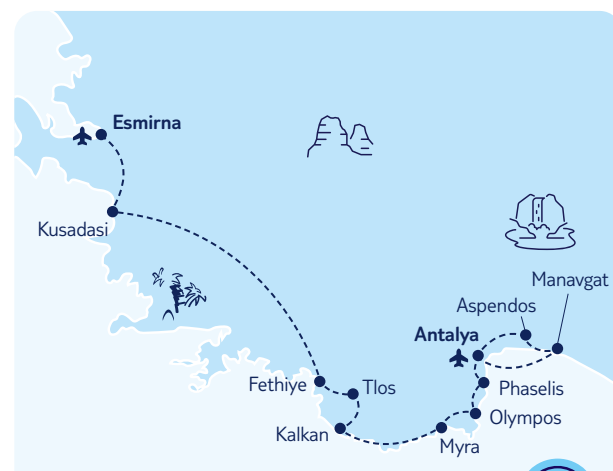 Esmirna
Kusadasi
Manavgat
Aspendos
Antalya
Fethiye
Tlos
Phaselis
Olympos
Kalkan
Myra